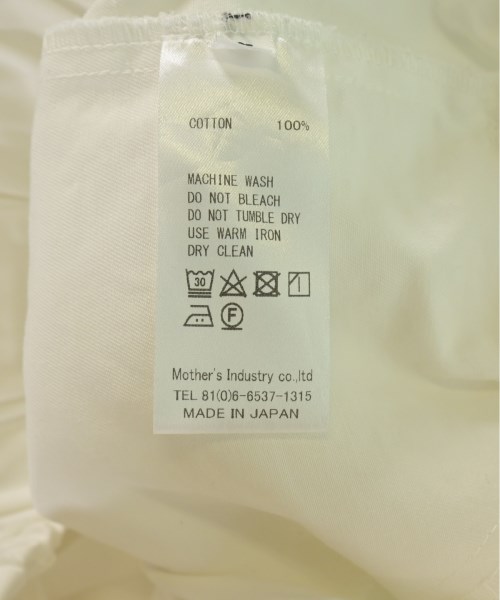 COTTON 100%
MACHINE WASH
DO NOT BLEACH
DO NOT TUMBLE DRY
USE WARM IRON
DRY CLEAN
30
F
Mother's Industry co.,ltd
TEL 81(0)6-6537-1315
MADE IN JAPAN